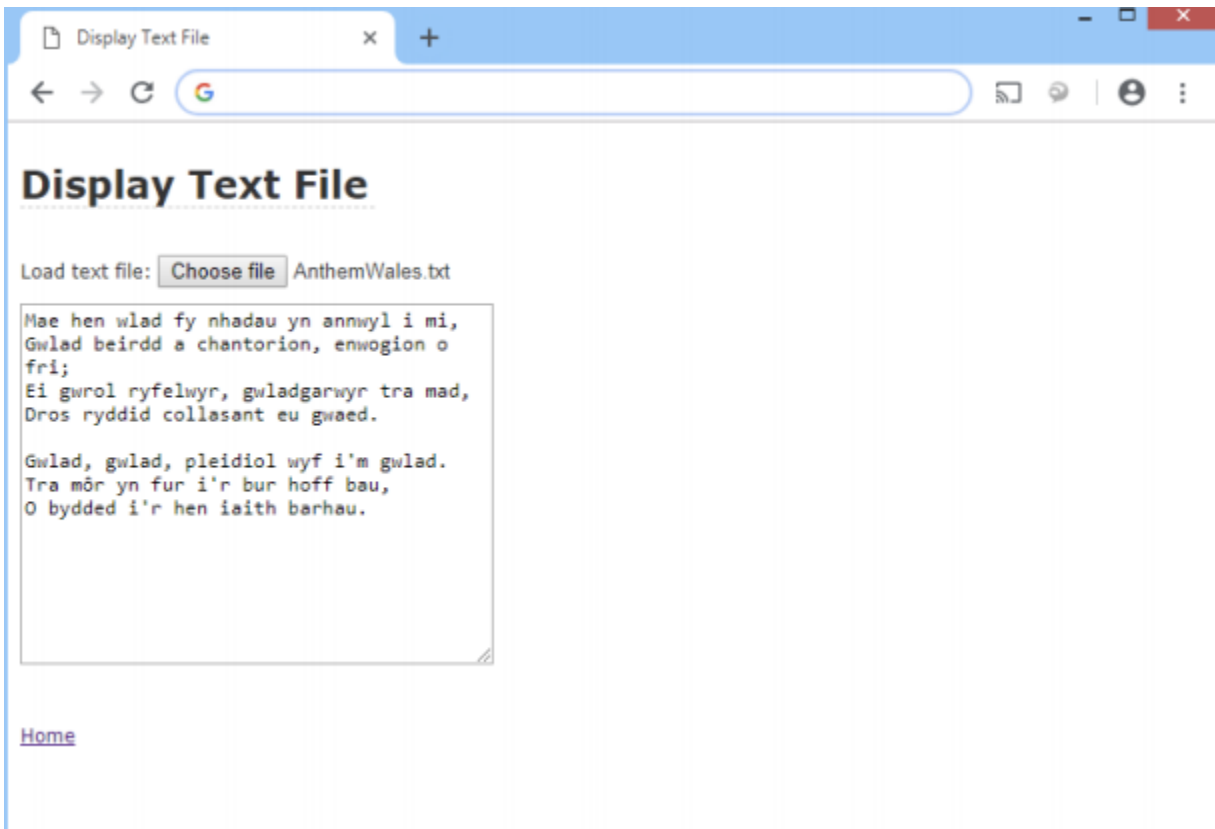 Display Text File
Display Text File
Load text file: Choose file AnthemWales.txt
Mae hen wlad fy nhadau yn annwyl i mi,
Gwlad beirdd a chantorion, enwogion o
fri;
Ei gwrol ryfelwyr, gwladgarwyr tra mad,
Dros ryddid collasant eu gwaed.
Gwlad, gwlad, pleidiol wyf i'm gwlad.
Tra môr yn fur i'r bur hoff bau,
O bydded i'r hen iaith barhau.
Home